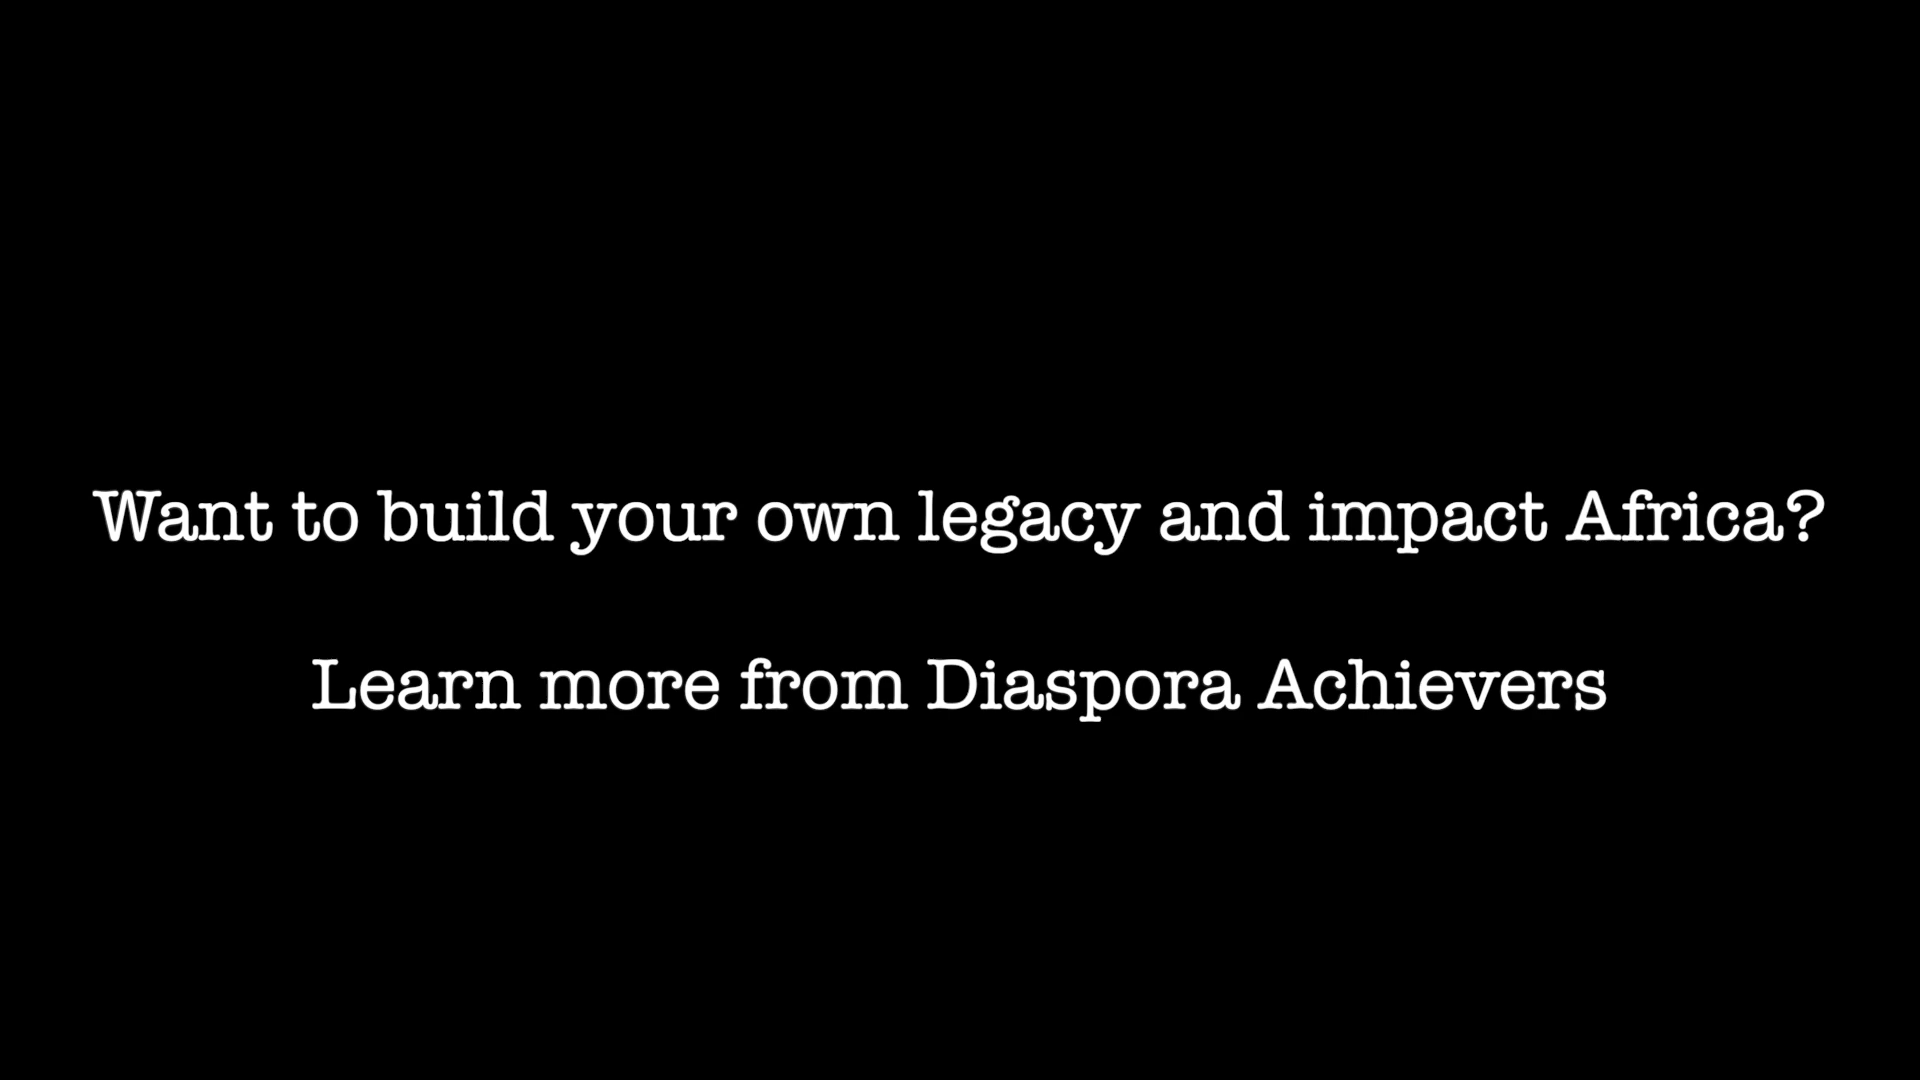 Want to build your own legacy and impact Africa?
Learn more from Diaspora Achievers